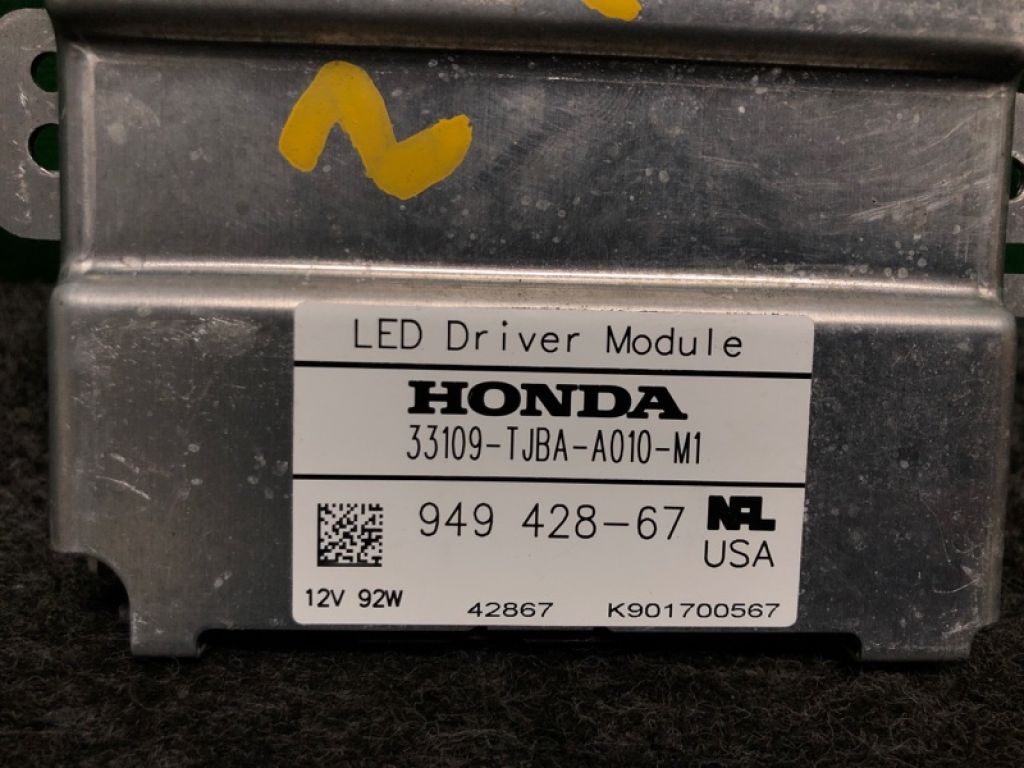 LED Driver Module
HONDA
33109-TJBA-A010-M1
949 428-67 NAL
USA
12V 92W
42867 K901700567